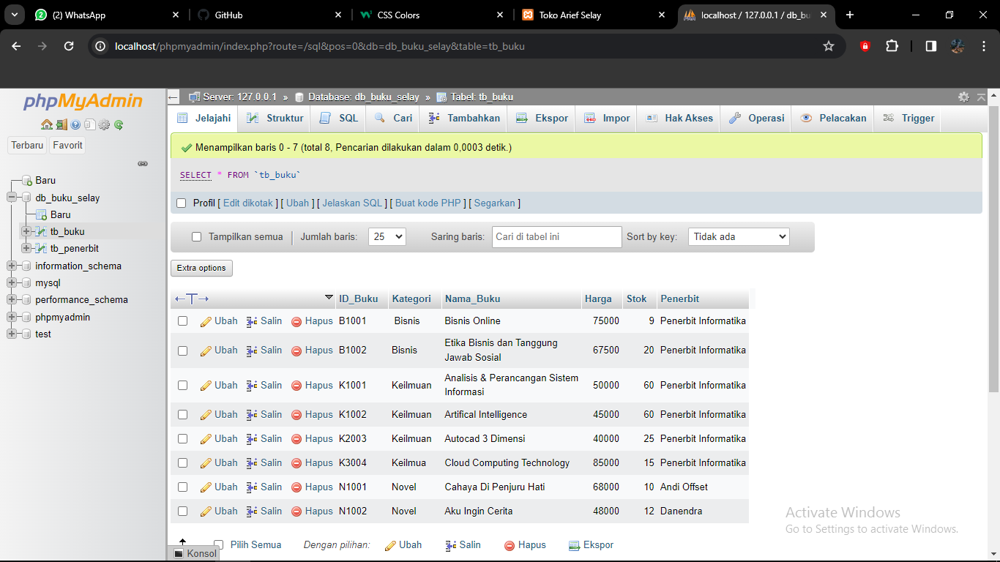 (2) WhatsApp
GitHub
CSS Colors
Toko Arief Selay
localhost / 127.0.0.1 / db_bu
localhost/phpmyadmin/index.php?route=/sql&pos=0&db=db_buku_selay&table=tb_buku
phpMyAdmin
Terbaru Favorit
Baru
db_buku_selay
Baru
tb_buku
tb_penerbit
information_schema
mysql
performance_schema
phpmyadmin
test
Server: 127.0.0.1 » Database: db_buku_selay » Tabel: tb_buku
Jelajahi Struktur SQL Cari Tambahkan Ekspor Impor Hak Akses Operasi Pelacakan Trigger
Menampilkan baris 0 - 7 (total 8, Pencarian dilakukan dalam 0,0003 detik.)
SELECT * FROM `tb_buku`
Profil [ Edit dikotak ] [ Ubah ] [ Jelaskan SQL ] [ Buat kode PHP ] [ Segarkan ]
Tampilkan semua | Jumlah baris: 25 Saring baris: Cari di tabel ini Sort by key: Tidak ada
Extra options
←T→ ID_Buku Kategori Nama_Buku Harga Stok Penerbit
Ubah Salin Hapus B1001 Bisnis Bisnis Online 75000 9 Penerbit Informatika
Ubah Salin Hapus B1002 Bisnis Etika Bisnis dan Tanggung Jawab Sosial 67500 20 Penerbit Informatika
Ubah Salin Hapus K1001 Keilmuan Analisis & Perancangan Sistem Informasi 50000 60 Penerbit Informatika
Ubah Salin Hapus K1002 Keilmuan Artifical Intelligence 45000 60 Penerbit Informatika
Ubah Salin Hapus K2003 Keilmuan Autocad 3 Dimensi 40000 25 Penerbit Informatika
Ubah Salin Hapus K3004 Keilmua Cloud Computing Technology 85000 15 Penerbit Informatika
Ubah Salin Hapus N1001 Novel Cahaya Di Penjuru Hati 68000 10 Andi Offset
Ubah Salin Hapus N1002 Novel Aku Ingin Cerita 48000 12 Danendra
Pilih Semua Dengan pilihan: Ubah Salin Hapus Ekspor
Konsol
Activate Windows
Go to Settings to activate Windows.